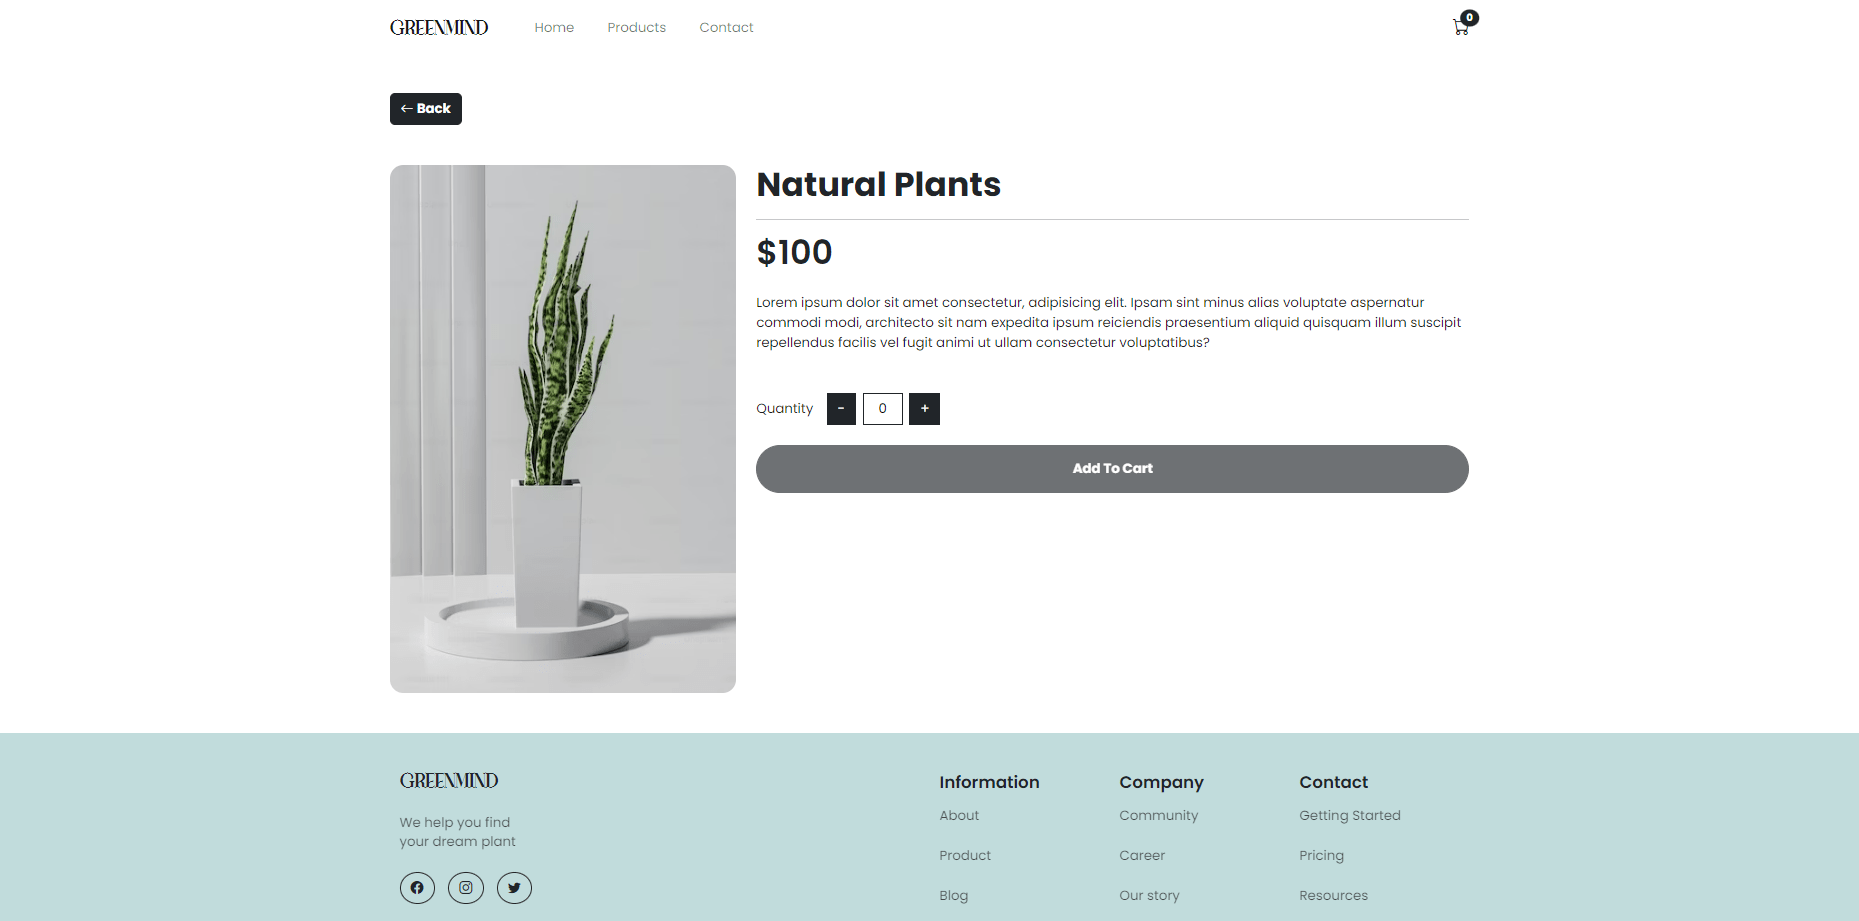 GREENMIND Home Products Contact 0
← Back
Natural Plants
$100
Lorem ipsum dolor sit amet consectetur, adipisicing elit. Ipsam sint minus alias voluptate aspernatur
commodi modi, architecto sit nam expedita ipsum reiciendis praesentium aliquid quisquam illum suscipit
repellendus facilis vel fugit animi ut ullam consectetur voluptatibus?
Quantity - 0 +
Add To Cart
GREENMIND
We help you find
your dream plant
Information
About
Product
Blog
Company
Community
Career
Our story
Contact
Getting Started
Pricing
Resources